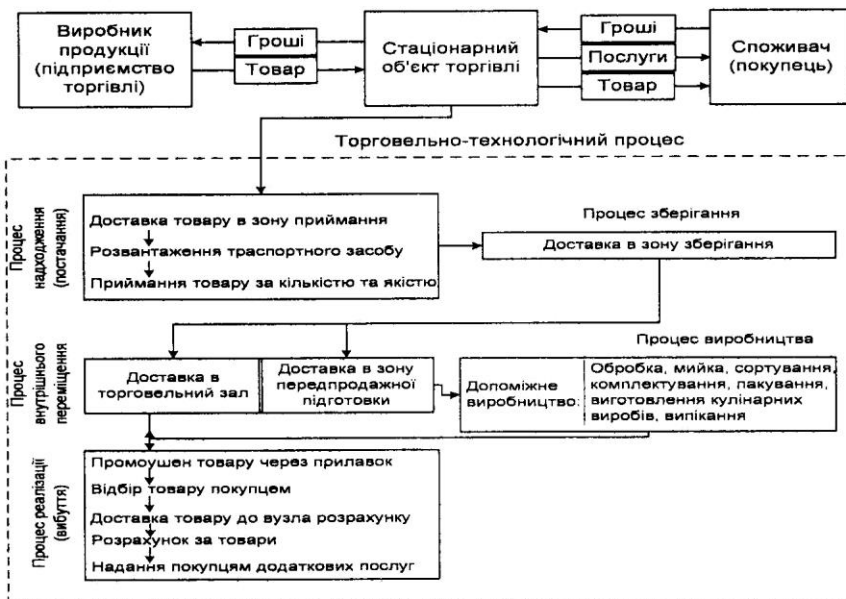 Виробник
продукції
(підприємство
торгівлі)
Гроші
Товар
Стаціонарний
об'єкт торгівлі
Гроші
Послуги
Товар
Споживач
(покупець)
Торговельно-технологічний процес
Процес
надходження
(постачання)
Доставка товару в зону приймання
Розвантаження траспортного засобу
Приймання товару за кількістю та якістю
Процес зберігання
Доставка в зону зберігання
Процес
внутрішнього
переміщення
Доставка в
торговельний зал
Доставка в зону
передпродажної
підготовки
Процес виробництва
Допоміжне
виробництво:
Обробка, мийка, сортування,
комплектування, пакування,
виготовлення кулінарних
виробів, випікання
Процес реалізації
(вибуття)
Промоушен товару через прилавок
Відбір товару покупцем
Доставка товару до вузла розрахунку
Розрахунок за товари
Надання покупцям додаткових послуг